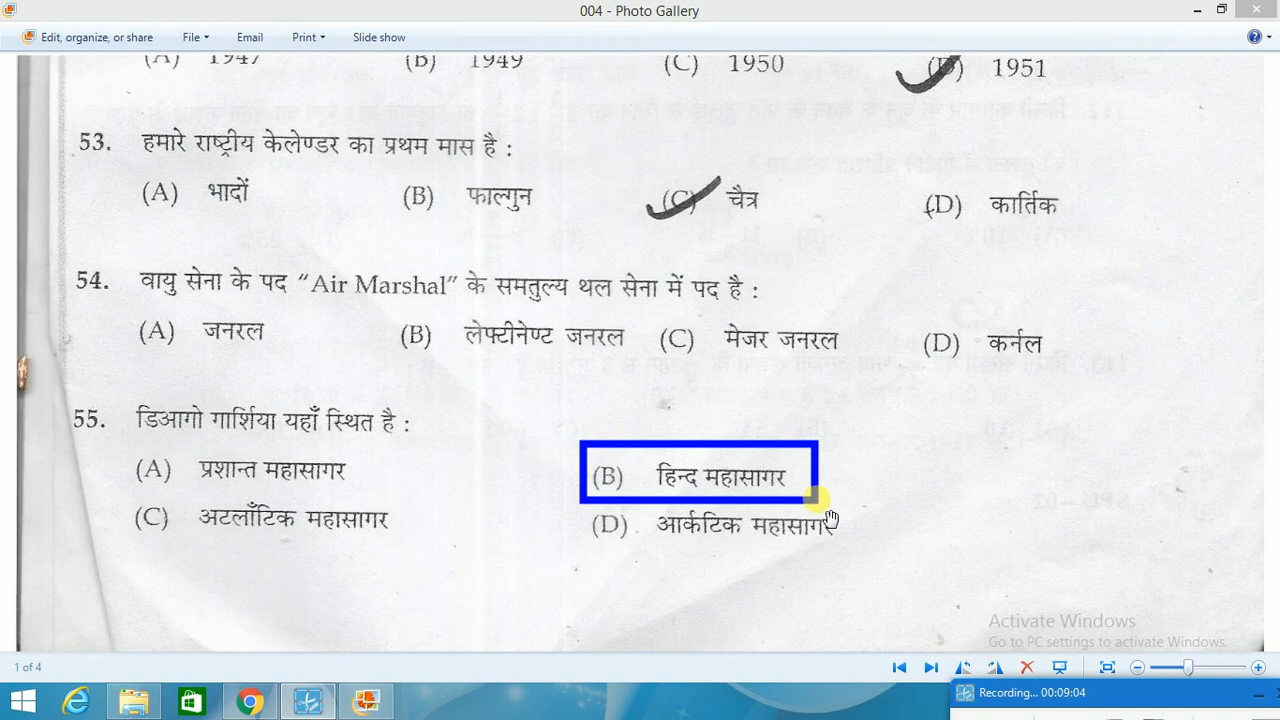 004 - Photo Gallery
Edit, organize, or share File Email Print Slide show
(A) 1947 (B) 1949 (C) 1950 (D) 1951
53. हमारे राष्ट्रीय केलेण्डर का प्रथम मास है :
(A) भादों (B) फाल्गुन (C) चैत्र (D) कार्तिक
54. वायु सेना के पद “Air Marshal” के समतुल्य थल सेना में पद है :
(A) जनरल (B) लेफ्टीनेण्ट जनरल (C) मेजर जनरल (D) कर्नल
55. डिआगो गार्शिया यहाँ स्थित है :
(A) प्रशान्त महासागर (B) हिन्द महासागर
(C) अटलाँटिक महासागर (D) आर्कटिक महासागर
Activate Windows
Go to PC settings to activate Windows.
1 of 4
Recording... 00:09:04